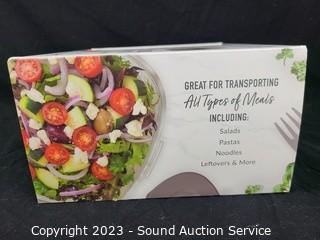 GREAT FOR TRANSPORTING
All Types of Meals
INCLUDING:
Salads
Pastas
Noodles
Leftovers & More
Copyright 2023 - Sound Auction Service